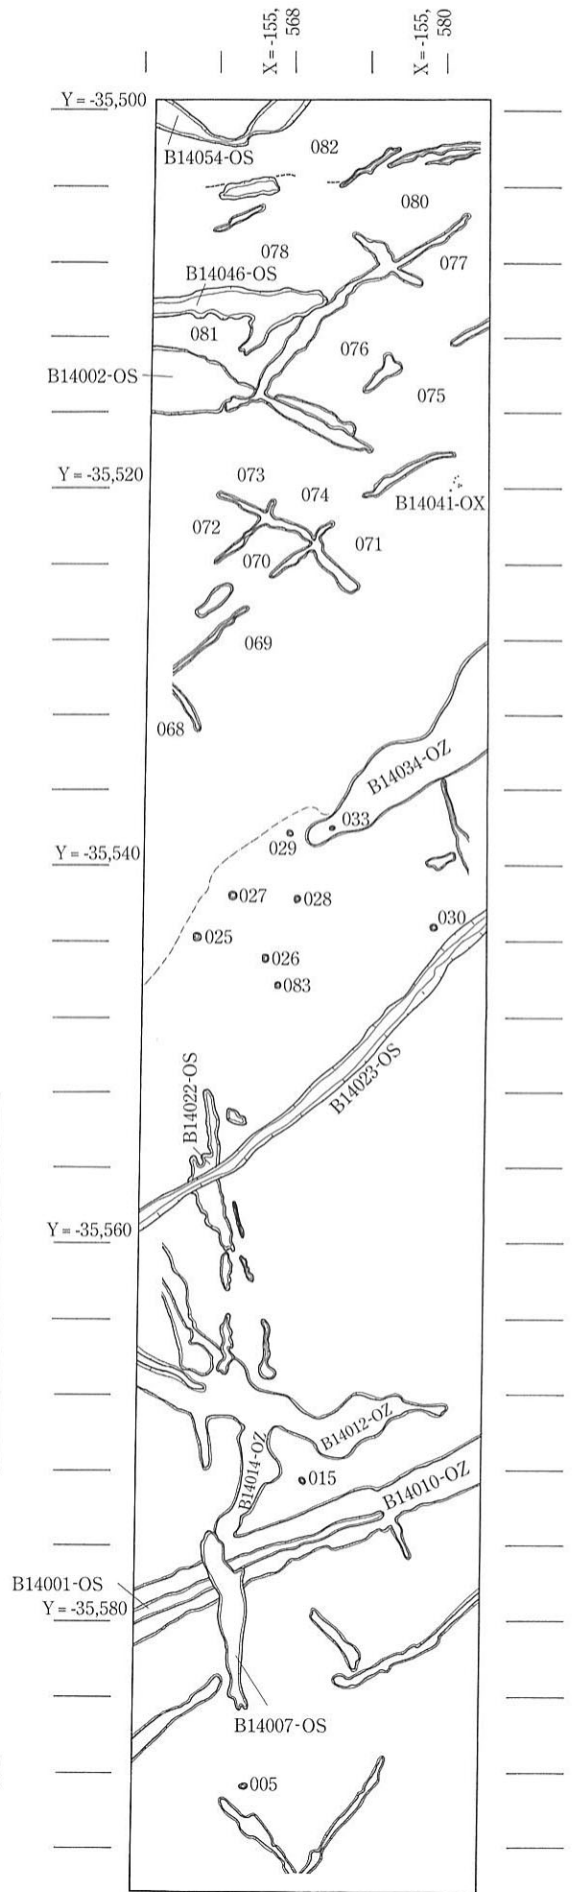 X = -155,
568
X = -155,
580
Y = -35,500
B14054-OS
082
080
078
077
B14046-OS
081
076
B14002-OS
075
Y = -35,520
073
074
B14041-OX
072
071
070
069
068
B14034-OZ
033
029
Y = -35,540
027
028
030
025
026
083
B14023-OS
B14022-OS
Y = -35,560
B14012-OZ
B14014-OZ
015
B14010-OZ
B14001-OS
Y = -35,580
B14007-OS
005